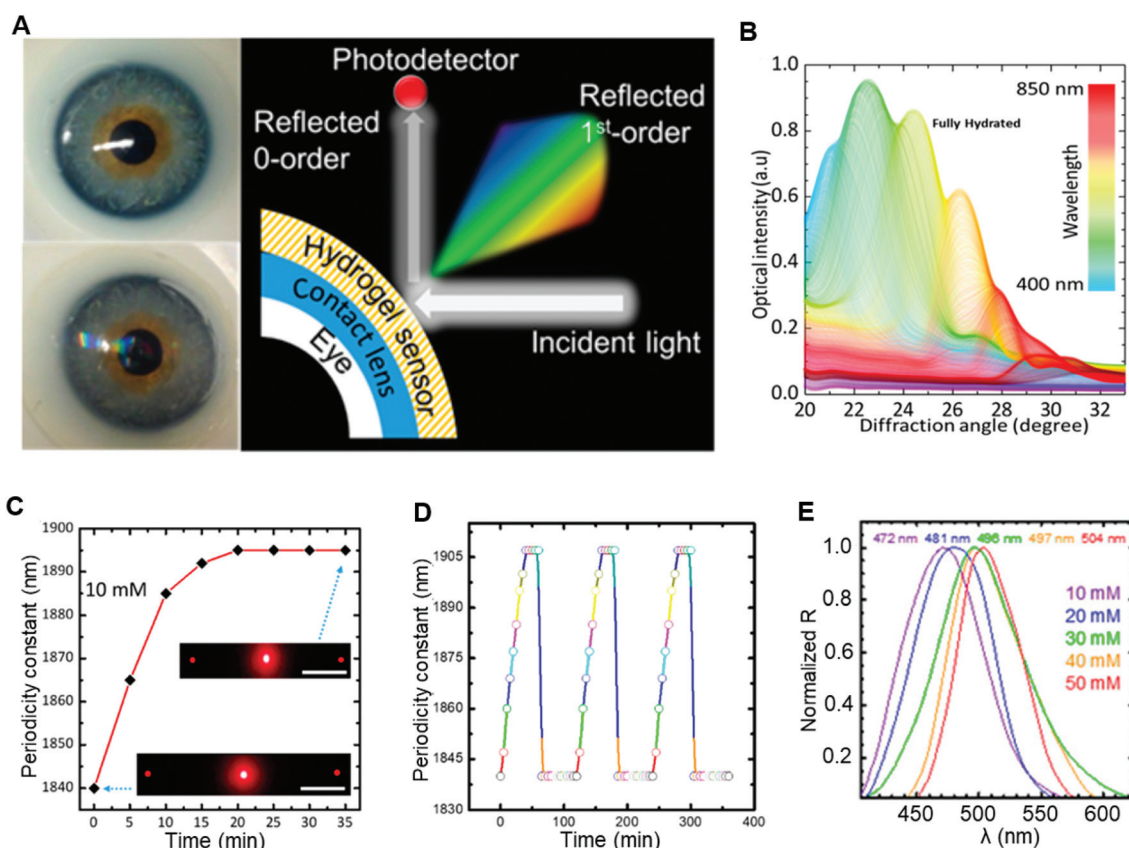 A
Photodetector
Reflected
0-order
Reflected
1st-order
Hydrogel sensor
Contact lens
Eye
Incident light
B
Optical intensity (a.u)
1.0
0.8
0.6
0.4
0.2
0.0
Fully Hydrated
850 nm
Wavelength
400 nm
20 22 24 26 28 30 32
Diffraction angle (degree)
C
Periodicity constant (nm)
1900
1890
1880
1870
1860
1850
1840
10 mM
0 5 10 15 20 25 30 35
Time (min)
D
Periodicity constant (nm)
1905
1890
1875
1860
1845
1830
0 100 200 300 400
Time (min)
E
Normalized R
1.0
0.8
0.6
0.4
0.2
472 nm 481 nm 496 nm 497 nm 504 nm
10 mM
20 mM
30 mM
40 mM
50 mM
450 500 550 600
λ (nm)